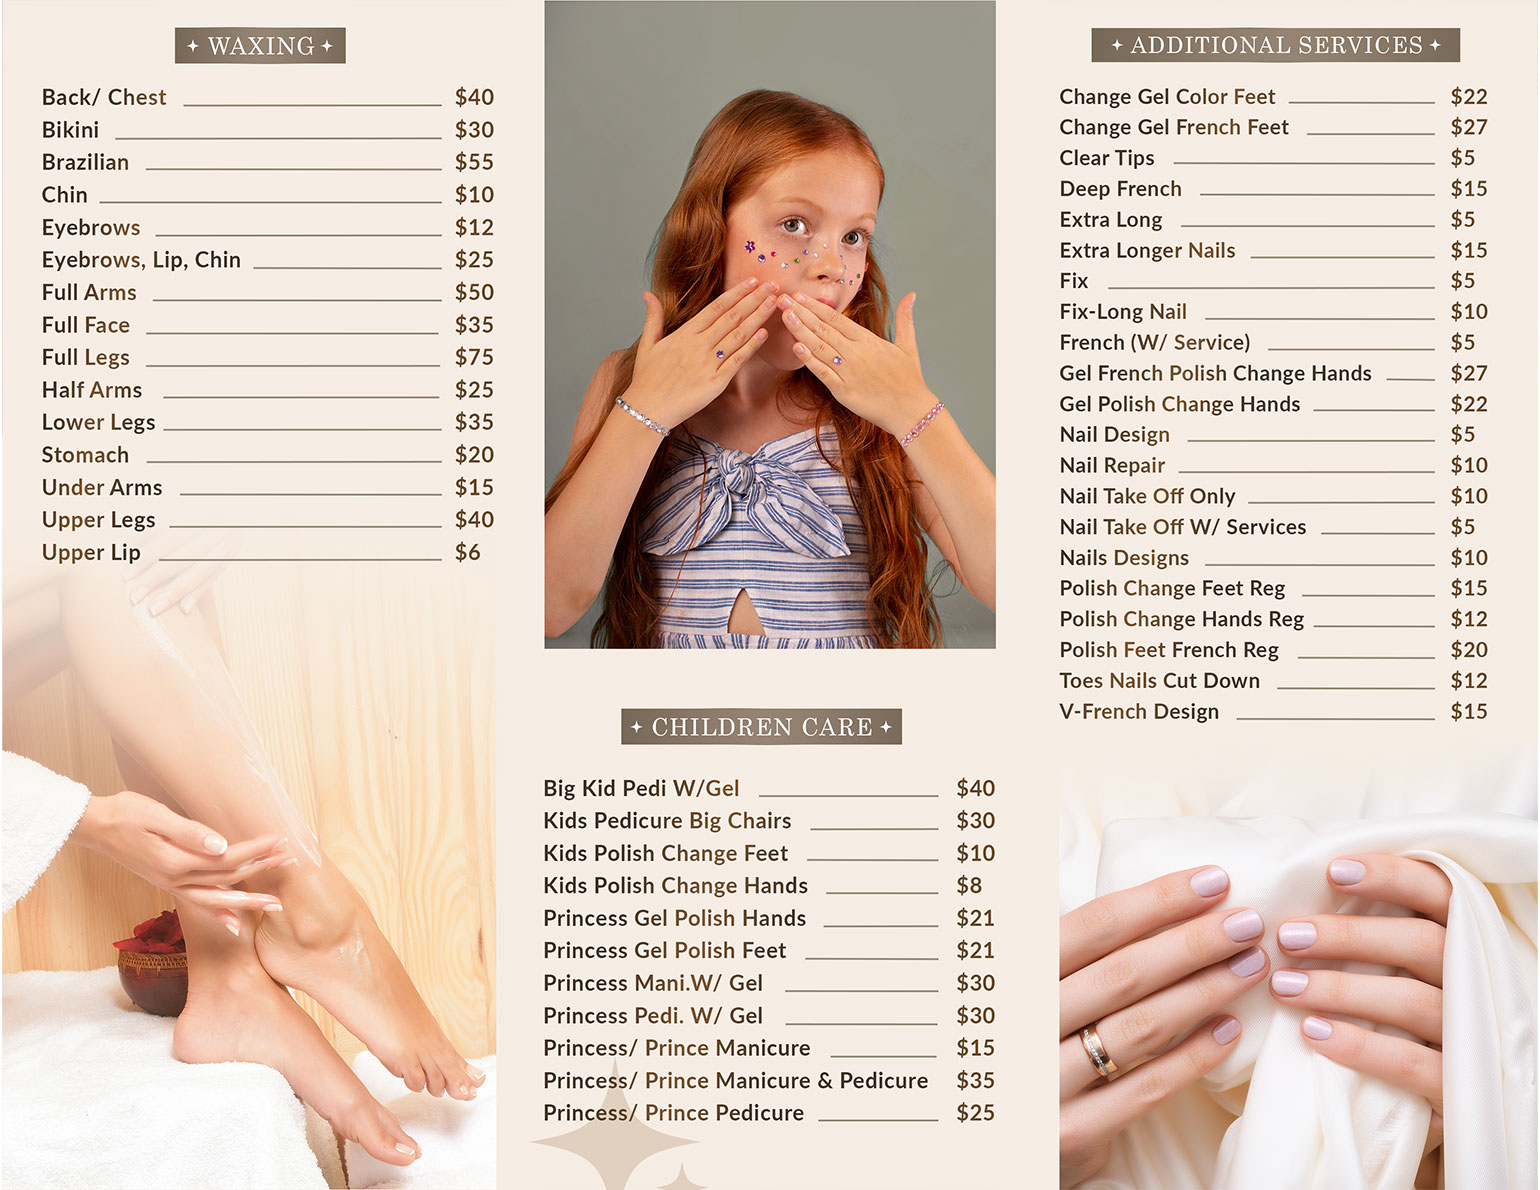 WAXING
Back/ Chest $40
Bikini $30
Brazilian $55
Chin $10
Eyebrows $12
Eyebrows, Lip, Chin $25
Full Arms $50
Full Face $35
Full Legs $75
Half Arms $25
Lower Legs $35
Stomach $20
Under Arms $15
Upper Legs $40
Upper Lip $6
CHILDREN CARE
Big Kid Pedi W/Gel $40
Kids Pedicure Big Chairs $30
Kids Polish Change Feet $10
Kids Polish Change Hands $8
Princess Gel Polish Hands $21
Princess Gel Polish Feet $21
Princess Mani.W/ Gel $30
Princess Pedi. W/ Gel $30
Princess/ Prince Manicure $15
Princess/ Prince Manicure & Pedicure $35
Princess/ Prince Pedicure $25
ADDITIONAL SERVICES
Change Gel Color Feet $22
Change Gel French Feet $27
Clear Tips $5
Deep French $15
Extra Long $5
Extra Longer Nails $15
Fix $5
Fix-Long Nail $10
French (W/ Service) $5
Gel French Polish Change Hands $27
Gel Polish Change Hands $22
Nail Design $5
Nail Repair $10
Nail Take Off Only $10
Nail Take Off W/ Services $5
Nails Designs $10
Polish Change Feet Reg $15
Polish Change Hands Reg $12
Polish Feet French Reg $20
Toes Nails Cut Down $12
V-French Design $15